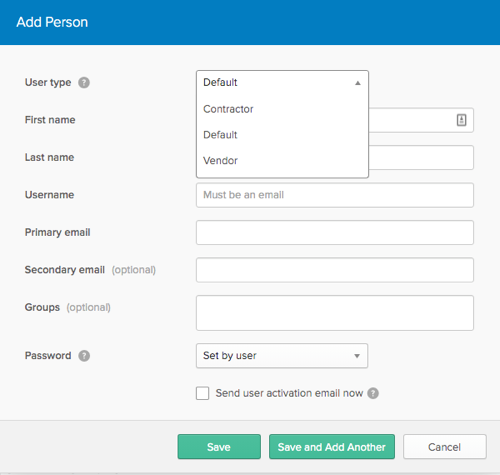 Add Person
User type ?
Default
Contractor
Default
Vendor
First name
Last name
Username
Must be an email
Primary email
Secondary email (optional)
Groups (optional)
Password ?
Set by user
Send user activation email now ?
Save
Save and Add Another
Cancel